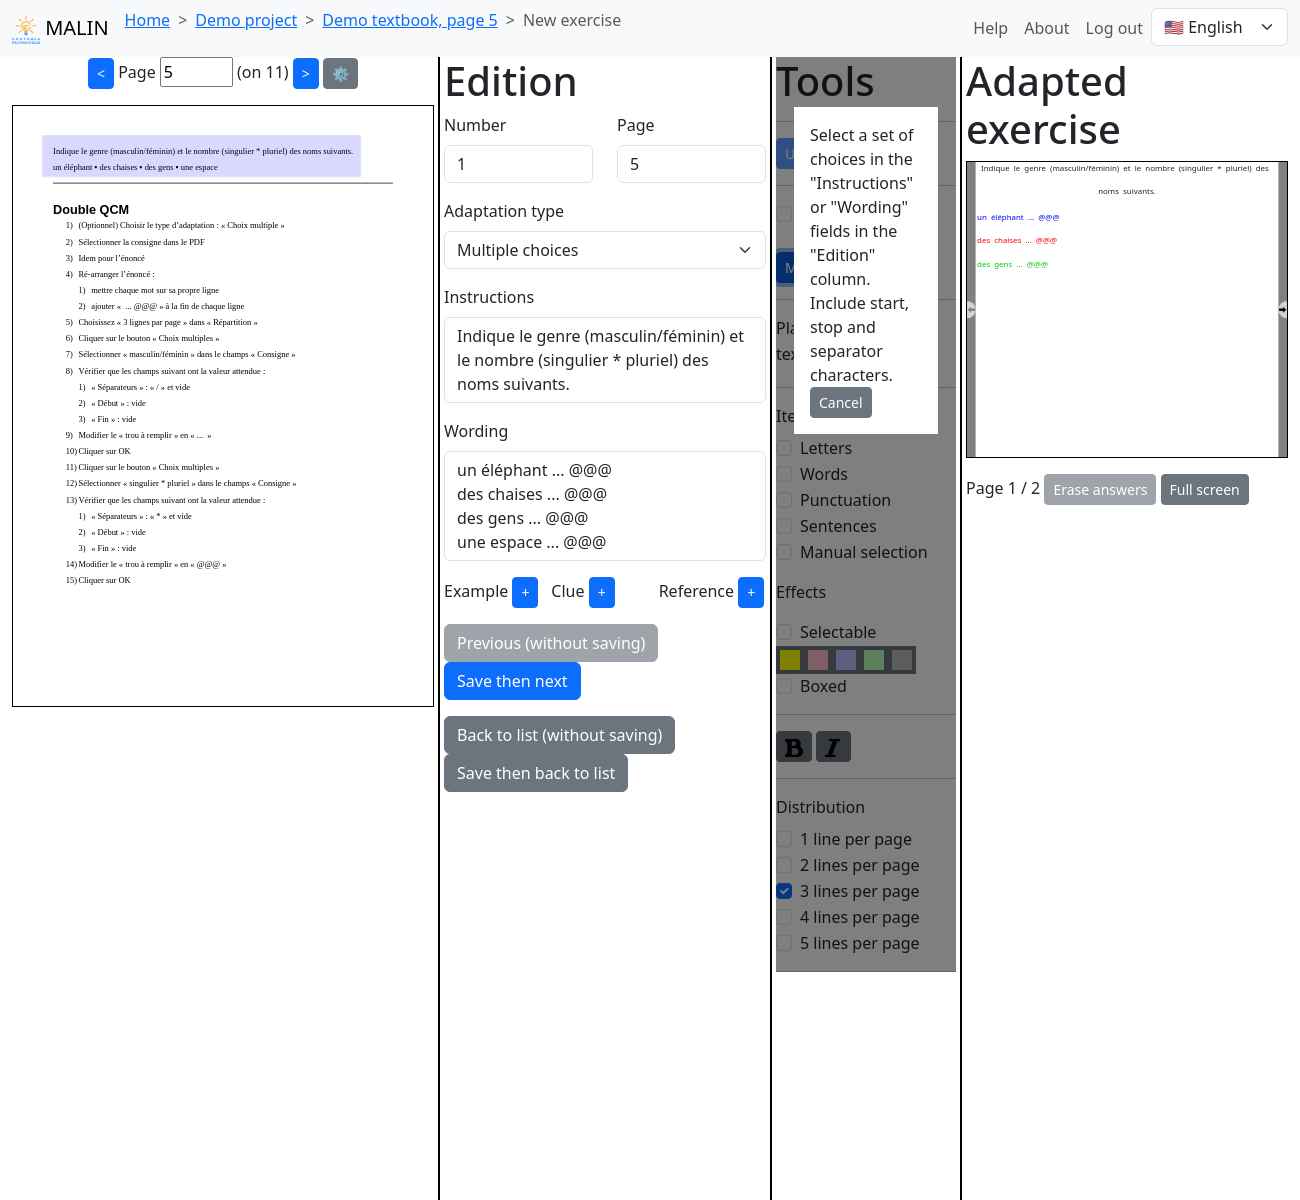 MALIN
Home > Demo project > Demo textbook, page 5 > New exercise
Help About Log out 🇺🇸 English
< Page 5 (on 11) > ⚙️
Indique le genre (masculin/féminin) et le nombre (singulier * pluriel) des noms suivants.
un éléphant • des chaises • des gens • une espace
Double QCM
1) (Optionnel) Choisir le type d’adaptation : « Choix multiple »
2) Sélectionner la consigne dans le PDF
3) Idem pour l’énoncé
4) Ré-arranger l’énoncé :
1) mettre chaque mot sur sa propre ligne
2) ajouter « ... @@@ » à la fin de chaque ligne
5) Choisissez « 3 lignes par page » dans « Répartition »
6) Cliquer sur le bouton « Choix multiples »
7) Sélectionner « masculin/féminin » dans le champs « Consigne »
8) Vérifier que les champs suivant ont la valeur attendue :
1) « Séparateurs » : « / » et vide
2) « Début » : vide
3) « Fin » : vide
9) Modifier le « trou à remplir » en « ... »
10) Cliquer sur OK
11) Cliquer sur le bouton « Choix multiples »
12) Sélectionner « singulier * pluriel » dans le champs « Consigne »
13) Vérifier que les champs suivant ont la valeur attendue :
1) « Séparateurs » : « * » et vide
2) « Début » : vide
3) « Fin » : vide
14) Modifier le « trou à remplir » en « @@@ »
15) Cliquer sur OK
Edition
Number
Page
1
5
Adaptation type
Multiple choices
Instructions
Indique le genre (masculin/féminin) et
le nombre (singulier * pluriel) des
noms suivants.
Wording
un éléphant ... @@@
des chaises ... @@@
des gens ... @@@
une espace ... @@@
Example + Clue + Reference +
Previous (without saving)
Save then next
Back to list (without saving)
Save then back to list
Tools
Select a set of
choices in the
"Instructions"
or "Wording"
fields in the
"Edition"
column.
Include start,
stop and
separator
characters.
Cancel
Letters
Words
Punctuation
Sentences
Manual selection
Effects
Selectable
Boxed
B I
Distribution
1 line per page
2 lines per page
3 lines per page
4 lines per page
5 lines per page
Adapted
exercise
Indique le genre (masculin/féminin) et le nombre (singulier * pluriel) des
noms suivants.
un éléphant ... @@@
des chaises ... @@@
des gens ... @@@
Page 1 / 2 Erase answers Full screen